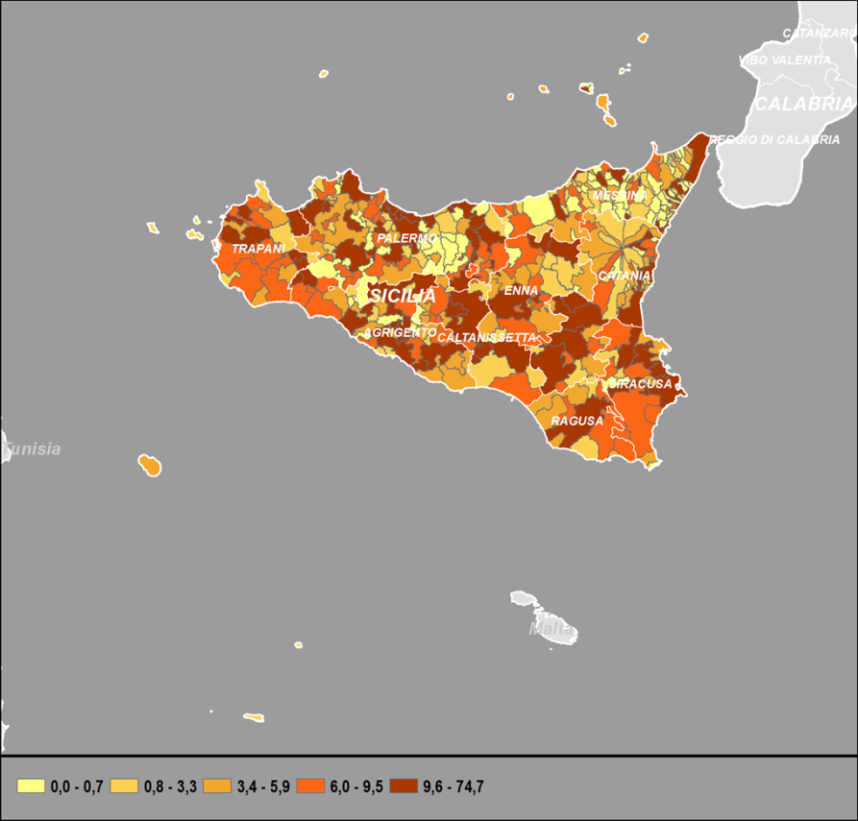 CATANZARO
VIBO VALENTIA
CALABRIA
REGGIO DI CALABRIA
MESSINA
PALERMO
TRAPANI
CATANIA
ENNA
SICILIA
AGRIGENTO
CALTANISSETTA
SIRACUSA
RAGUSA
Tunisia
Malta
0,0 - 0,7 0,8 - 3,3 3,4 - 5,9 6,0 - 9,5 9,6 - 74,7